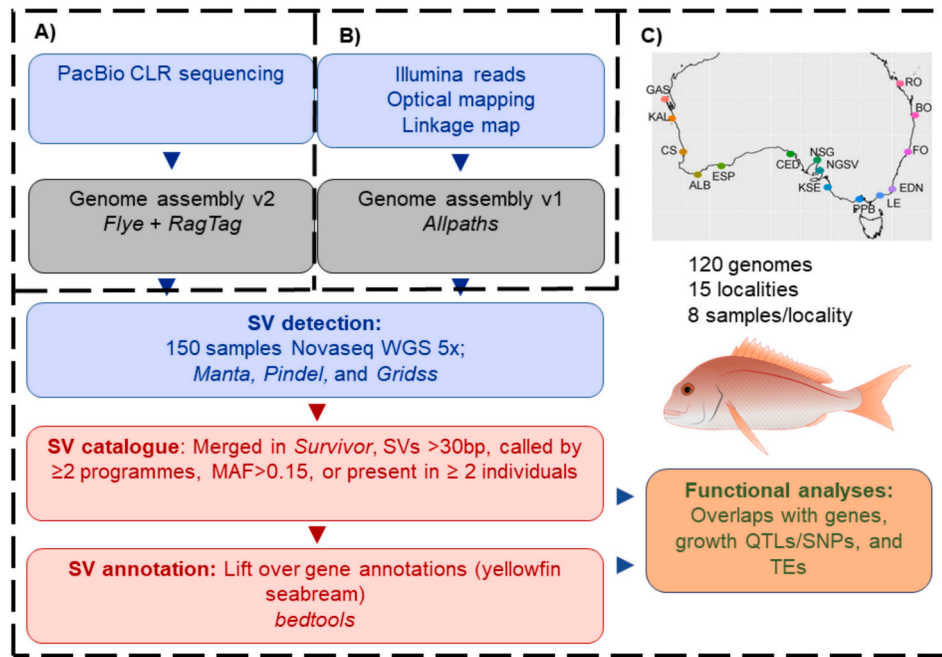 A)
PacBio CLR sequencing
Genome assembly v2
Flye + RagTag
B)
Illumina reads
Optical mapping
Linkage map
Genome assembly v1
Allpaths
SV detection:
150 samples Novaseq WGS 5x;
Manta, Pindel, and Gridss
SV catalogue: Merged in Survivor, SVs >30bp, called by
≥2 programmes, MAF>0.15, or present in ≥ 2 individuals
SV annotation: Lift over gene annotations (yellowfin
seabream)
bedtools
C)
GAS
KAL
CS
ALB
ESP
CED
NSG
NGSV
KSE
PPB
LE
EDN
FO
BO
RO
120 genomes
15 localities
8 samples/locality
Functional analyses:
Overlaps with genes,
growth QTLs/SNPs, and
TEs